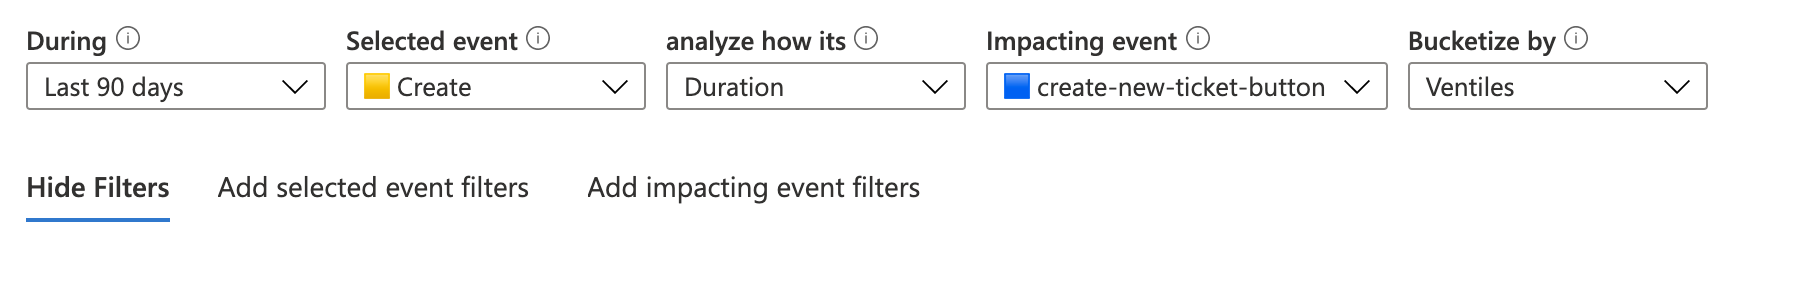 During Selected event analyze how its Impacting event Bucketize by
Last 90 days Create Duration create-new-ticket-button Ventiles
Hide Filters Add selected event filters Add impacting event filters